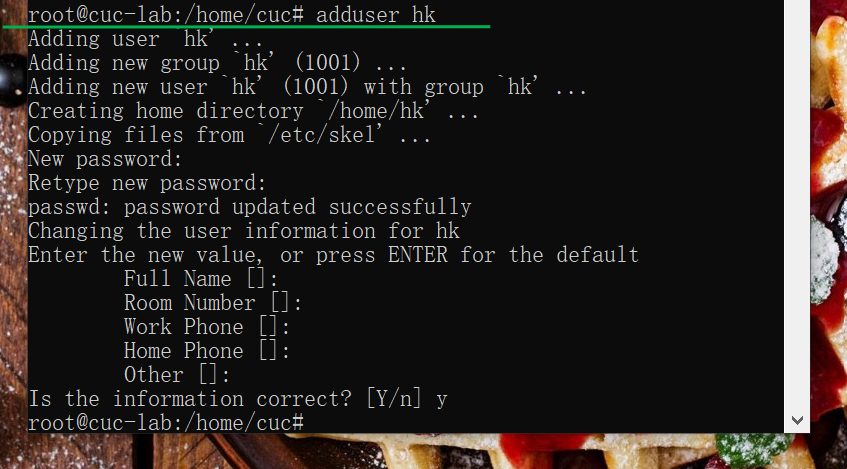 root@cuc-lab:/home/cuc# adduser hk
Adding user `hk' ...
Adding new group `hk' (1001) ...
Adding new user `hk' (1001) with group `hk' ...
Creating home directory `/home/hk' ...
Copying files from `/etc/skel' ...
New password:
Retype new password:
passwd: password updated successfully
Changing the user information for hk
Enter the new value, or press ENTER for the default
        Full Name []:
        Room Number []:
        Work Phone []:
        Home Phone []:
        Other []:
Is the information correct? [Y/n] y
root@cuc-lab:/home/cuc#